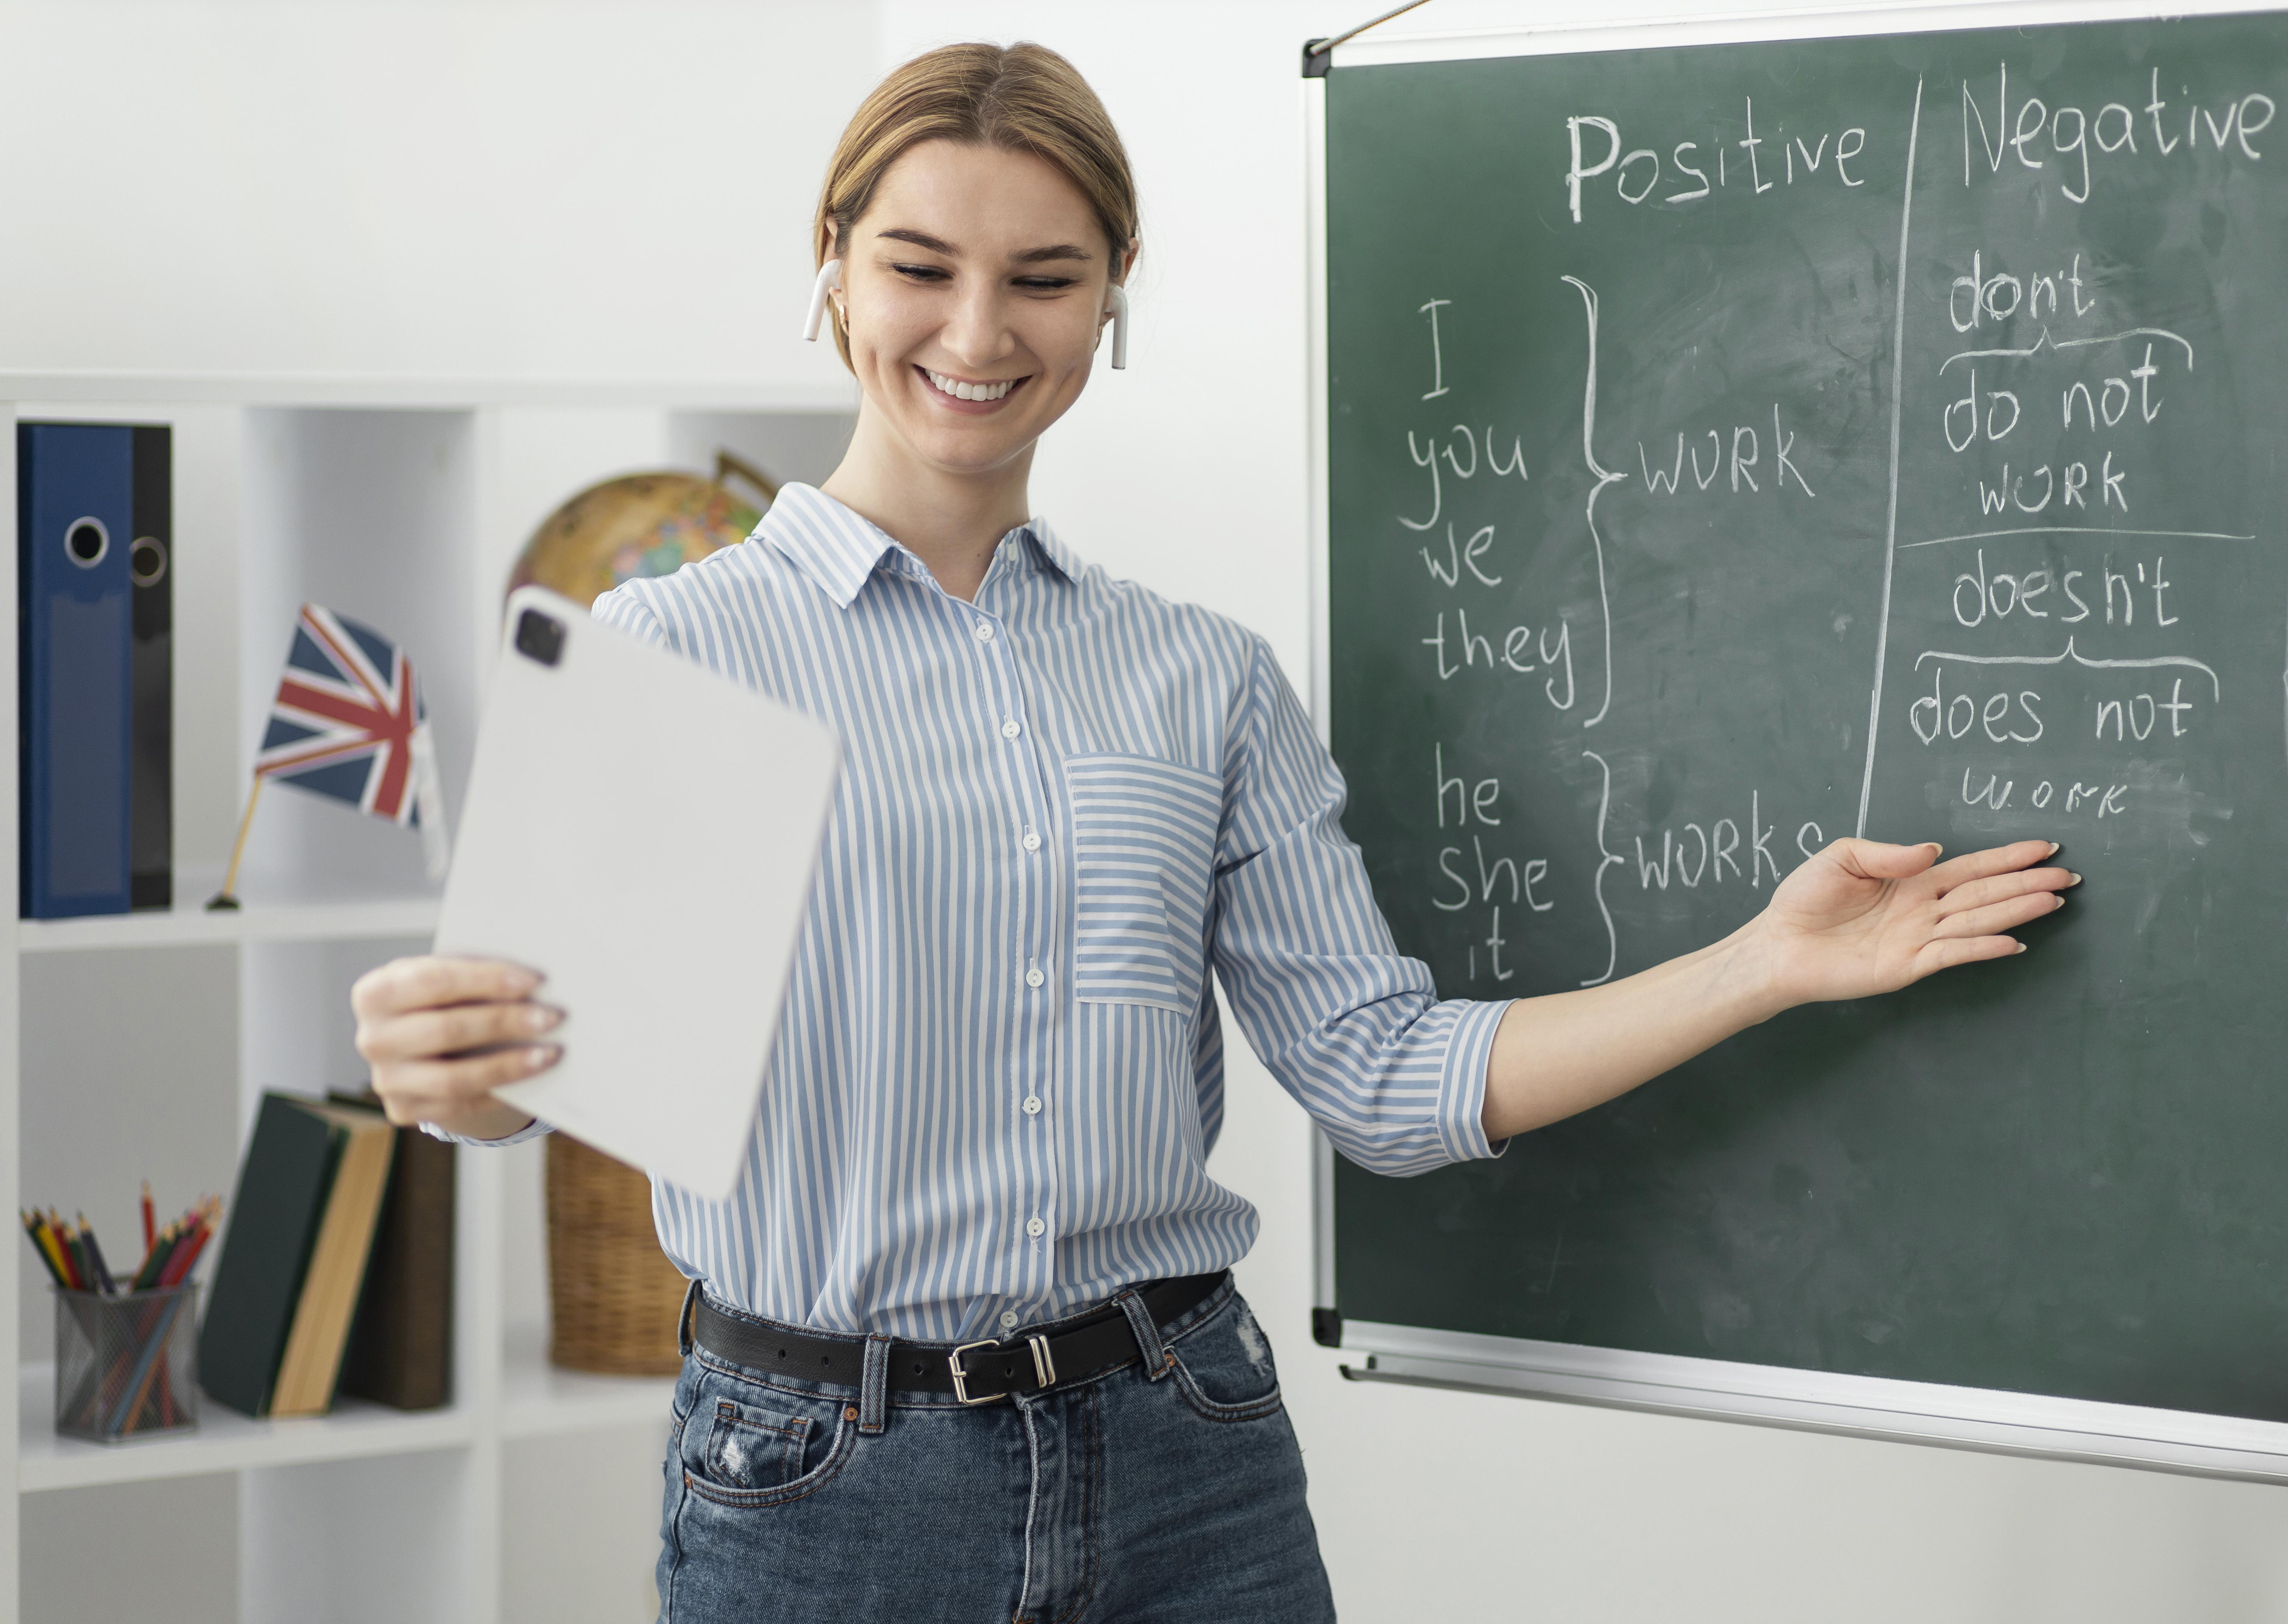 Positive Negative
I
you
we
they
work
he
she
it
works
don't
do not
work
doesn't
does not
work